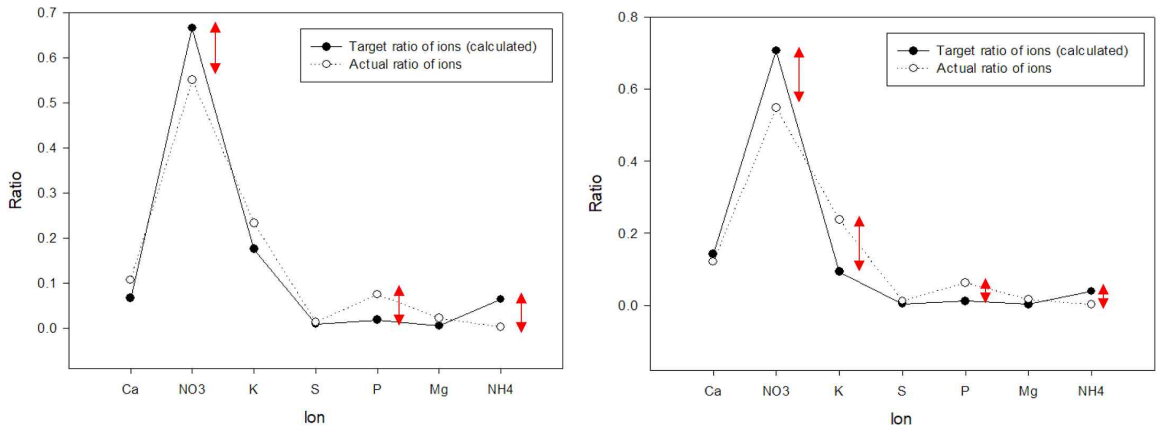 0.7
0.6
0.5
0.4
0.3
0.2
0.1
0.0
Ratio
Target ratio of ions (calculated)
Actual ratio of ions
Ca NO3 K S P Mg NH4
Ion
0.8
0.6
0.4
0.2
0.0
Ratio
Target ratio of ions (calculated)
Actual ratio of ions
Ca NO3 K S P Mg NH4
Ion